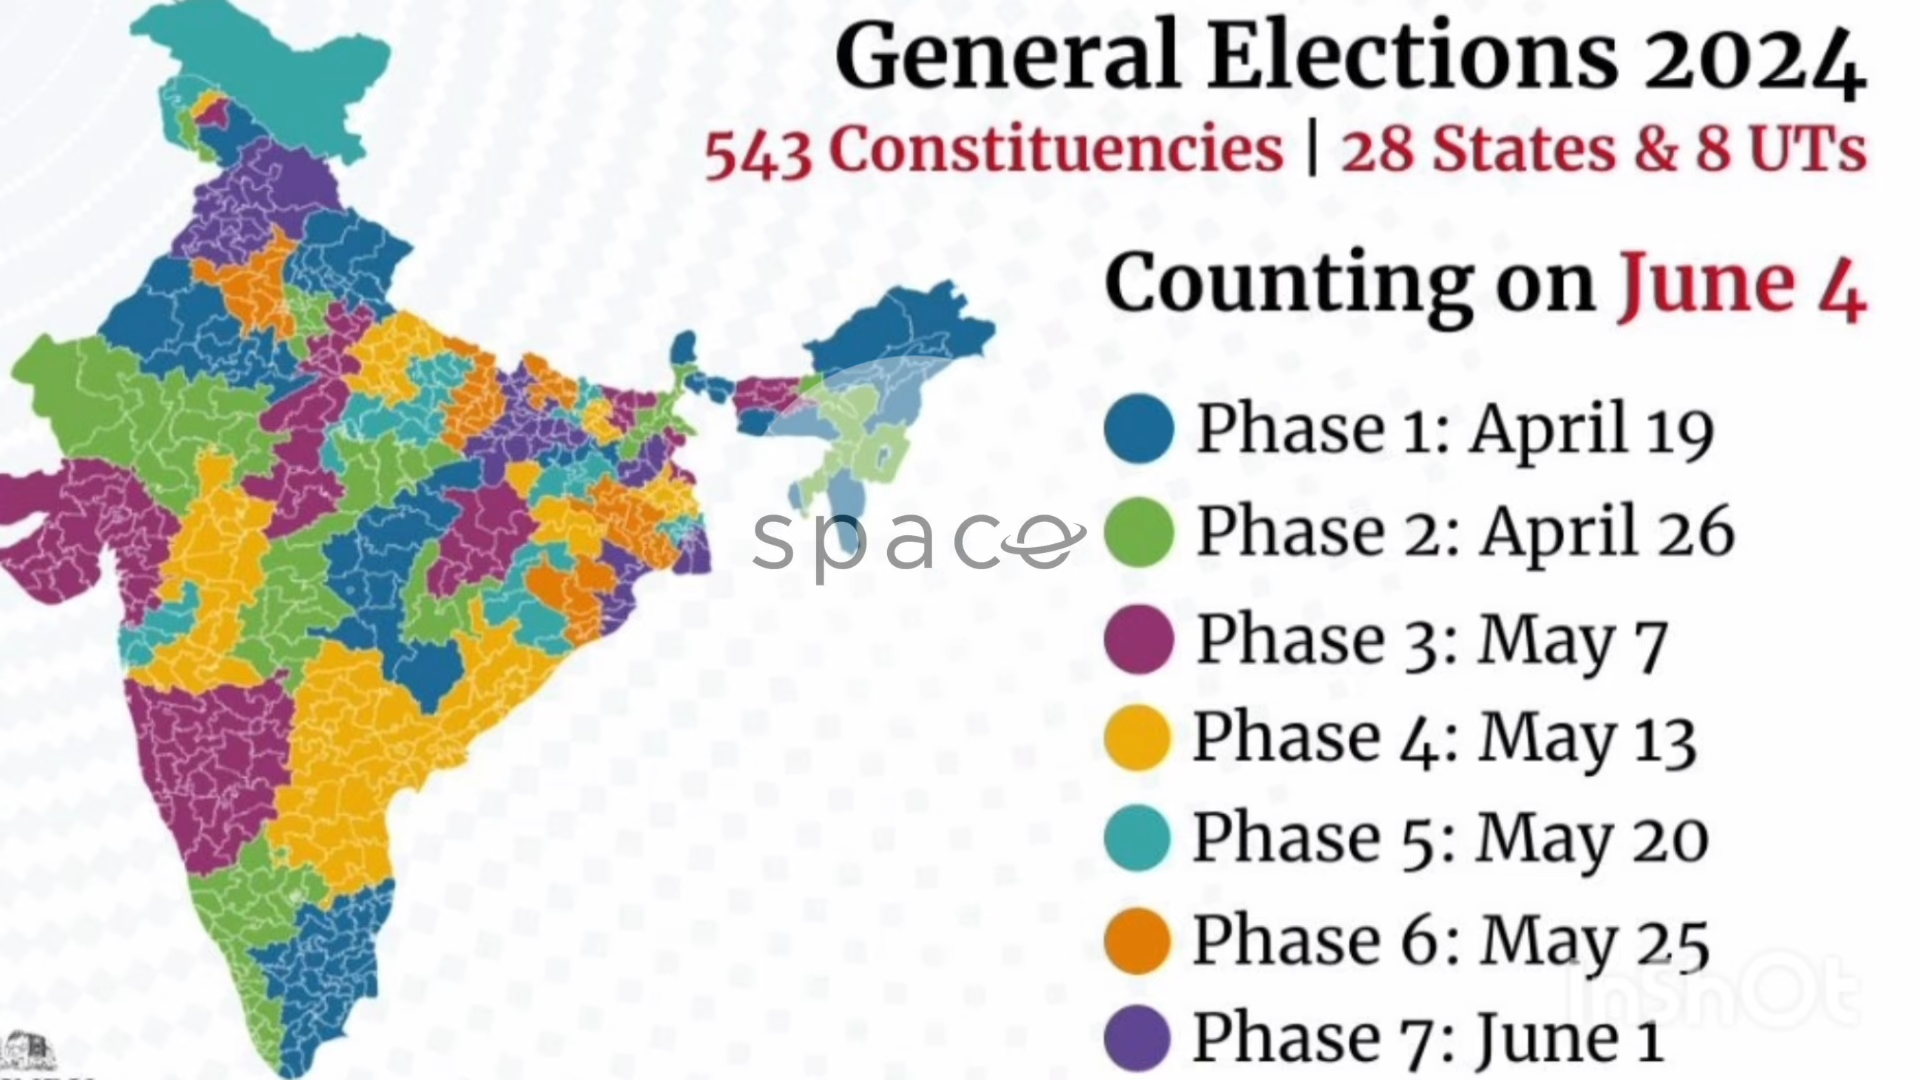 General Elections 2024
543 Constituencies | 28 States & 8 UTs
Counting on June 4
Phase 1: April 19
Phase 2: April 26
space
Phase 3: May 7
Phase 4: May 13
Phase 5: May 20
Phase 6: May 25
InShOt
Phase 7: June 1